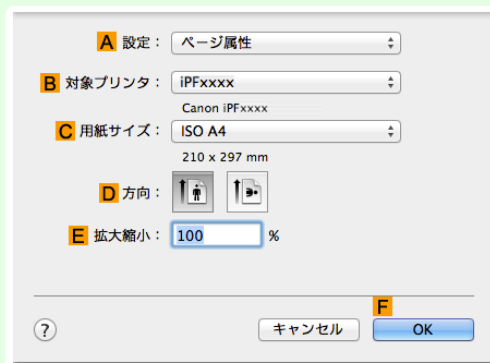 A 設定： ページ属性
B 対象プリンタ： iPFxxxx
Canon iPFxxxx
C 用紙サイズ： ISO A4
210 x 297 mm
D 方向：
E 拡大縮小： 100 %
F
? キャンセル OK